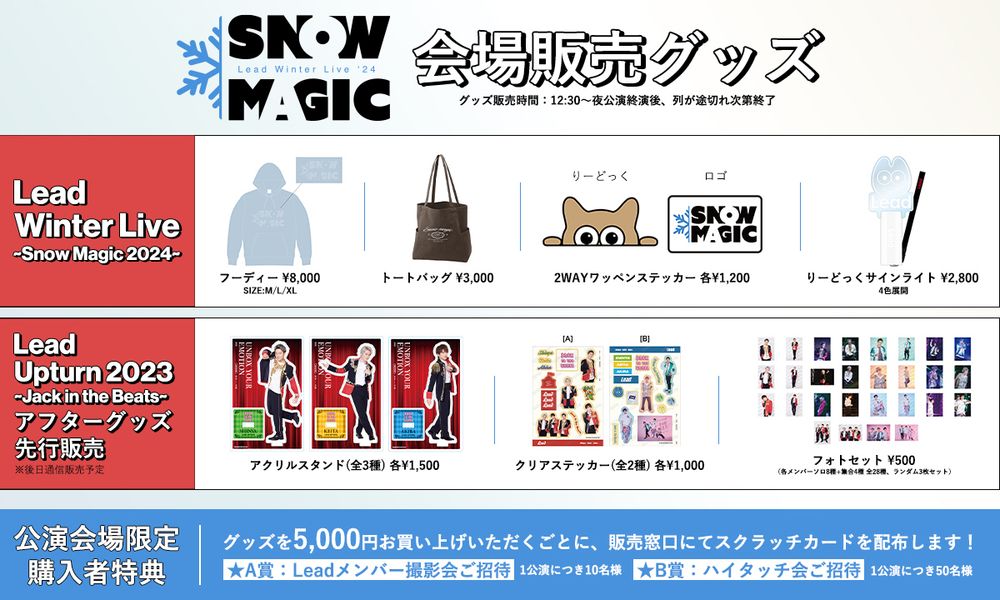 SNOW
Lead Winter Live '24
MAGIC
会場販売グッズ
グッズ販売時間：12:30〜夜公演終演後、列が途切れ次第終了
Lead
Winter Live
~Snow Magic 2024~
SNOW
MAGIC
フーディー ¥8,000
SIZE:M/L/XL
トートバッグ ¥3,000
りーどっく
ロゴ
SNOW
MAGIC
2WAYワッペンステッカー 各¥1,200
Lead
りーどっくサインライト ¥2,800
4色展開
Lead
Upturn 2023
~Jack in the Beats~
アフターグッズ
先行販売
※後日通信販売予定
UNBOX YOUR EMOTION
SHINYA
UNBOX YOUR EMOTION
KEITA
UNBOX YOUR EMOTION
AKIRA
アクリルスタンド(全3種) 各¥1,500
[A]
[B]
Lead
クリアステッカー(全2種) 各¥1,000
フォトセット ¥500
(各メンバーソロ8種+集合4種 全28種、ランダム3枚セット)
公演会場限定
購入者特典
グッズを5,000円お買い上げいただくごとに、販売窓口にてスクラッチカードを配布します！
★A賞：Leadメンバー撮影会ご招待 1公演につき10名様 ★B賞：ハイタッチ会ご招待 1公演につき50名様